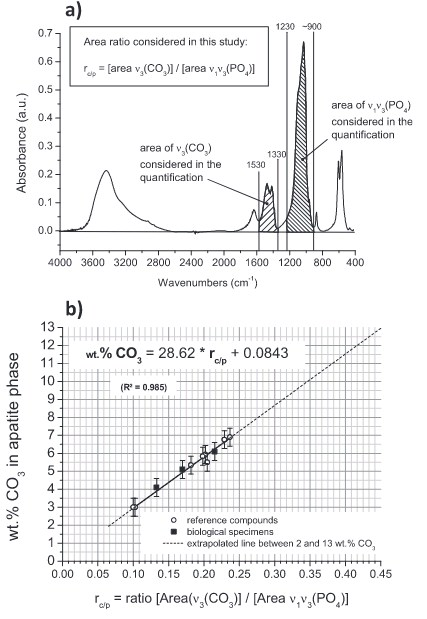 a)
1230 ~900
0.7
0.6
0.5
0.4
0.3
0.2
0.1
0.0
Absorbance (a.u.)
Area ratio considered in this study:
rc/p = [area ν3(CO3)] / [area ν1ν3(PO4)]
area of ν1ν3(PO4)
considered in the
quantification
area of ν3(CO3)
considered in the
quantification
1530 1330
4000 3600 3200 2800 2400 2000 1600 1200 800 400
Wavenumbers (cm-1)
b)
13
12
11
10
9
8
7
6
5
4
3
2
1
0
wt.% CO3 in apatite phase
wt.% CO3 = 28.62 * rc/p + 0.0843
(R² = 0.985)
reference compounds
biological specimens
extrapolated line between 2 and 13 wt.% CO3
0.00 0.05 0.10 0.15 0.20 0.25 0.30 0.35 0.40 0.45
rc/p = ratio [Area(ν3(CO3)] / [Area ν1ν3(PO4)]